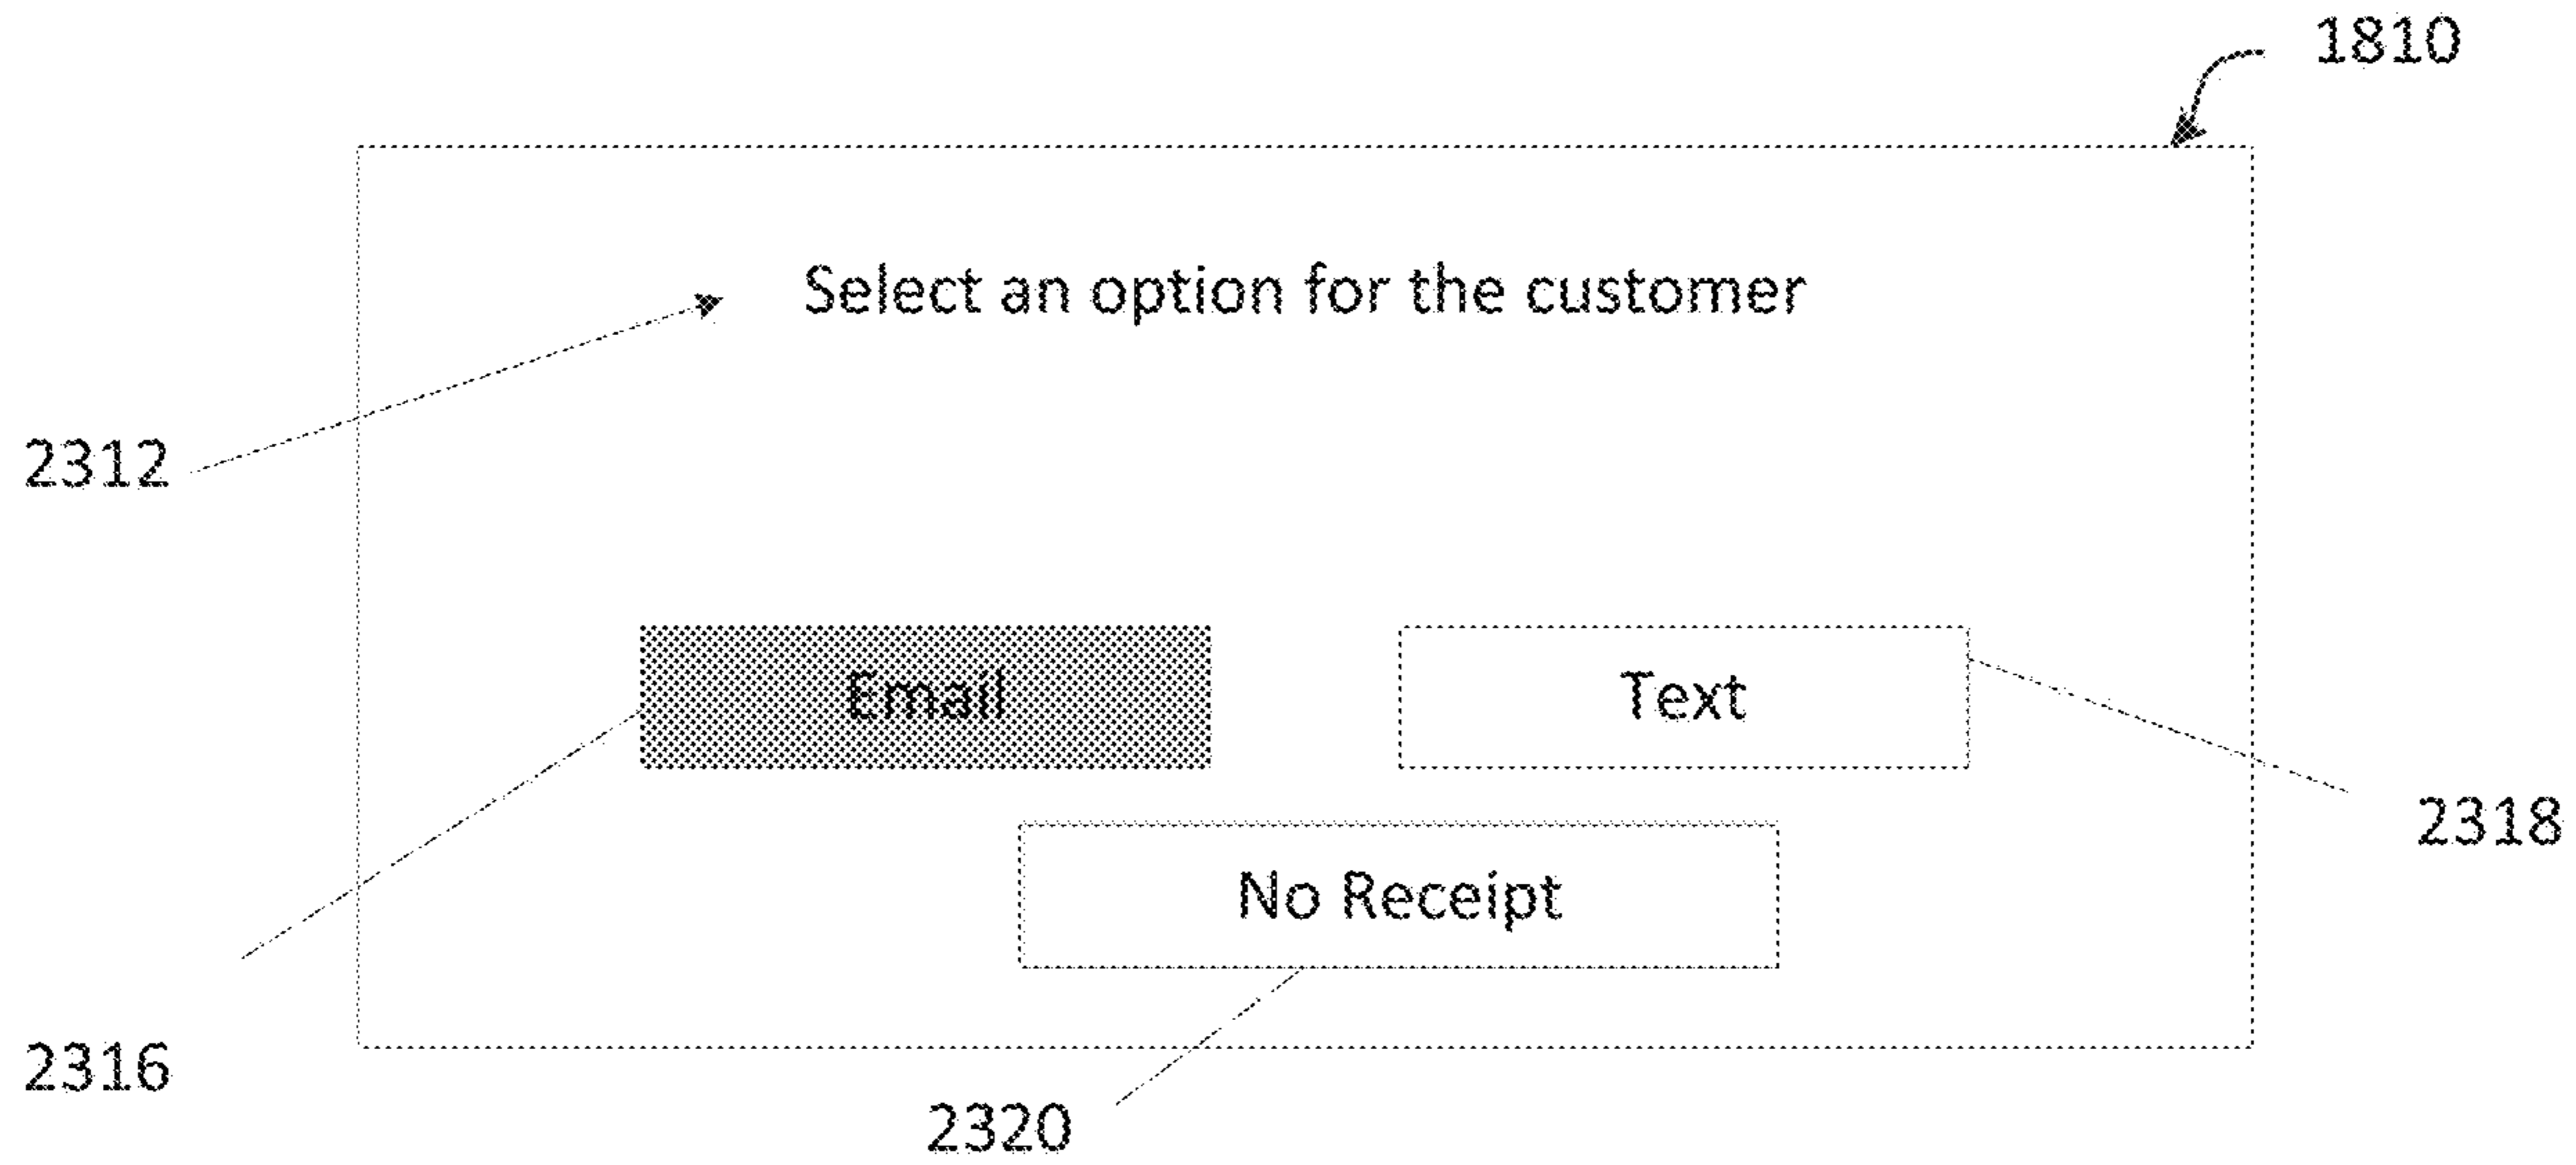 1810
Select an option for the customer
2312
Email
Text
2318
No Receipt
2316
2320